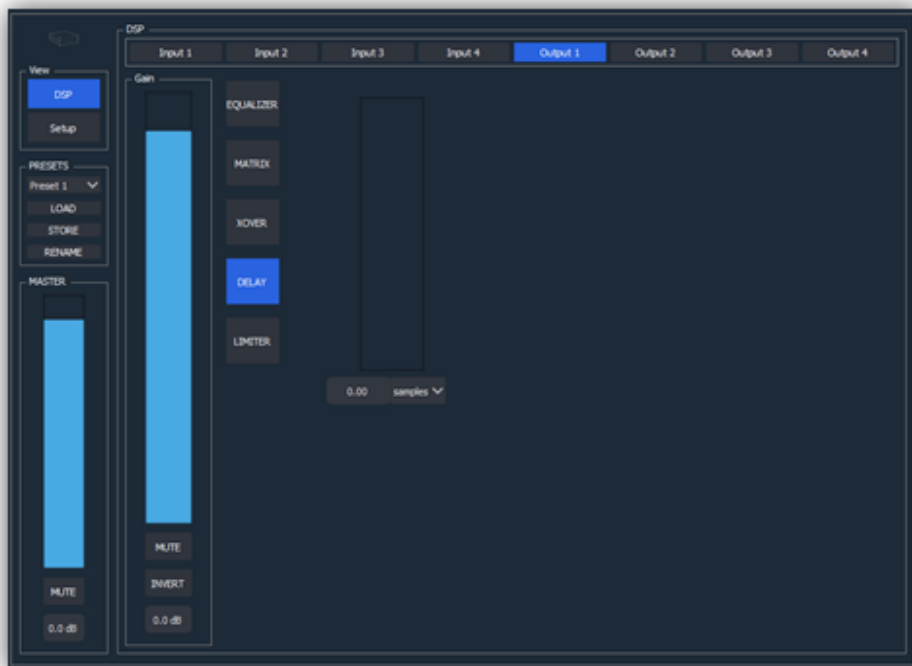 DSP
Input 1 Input 2 Input 3 Input 4 Output 1 Output 2 Output 3 Output 4
View
DSP
Setup
PRESETS
Preset 1
LOAD
STORE
RENAME
MASTER
MUTE
0.0 dB
Gain
MUTE
INVERT
0.0 dB
EQUALIZER
MATRIX
XOVER
DELAY
LIMITER
0.00 samples